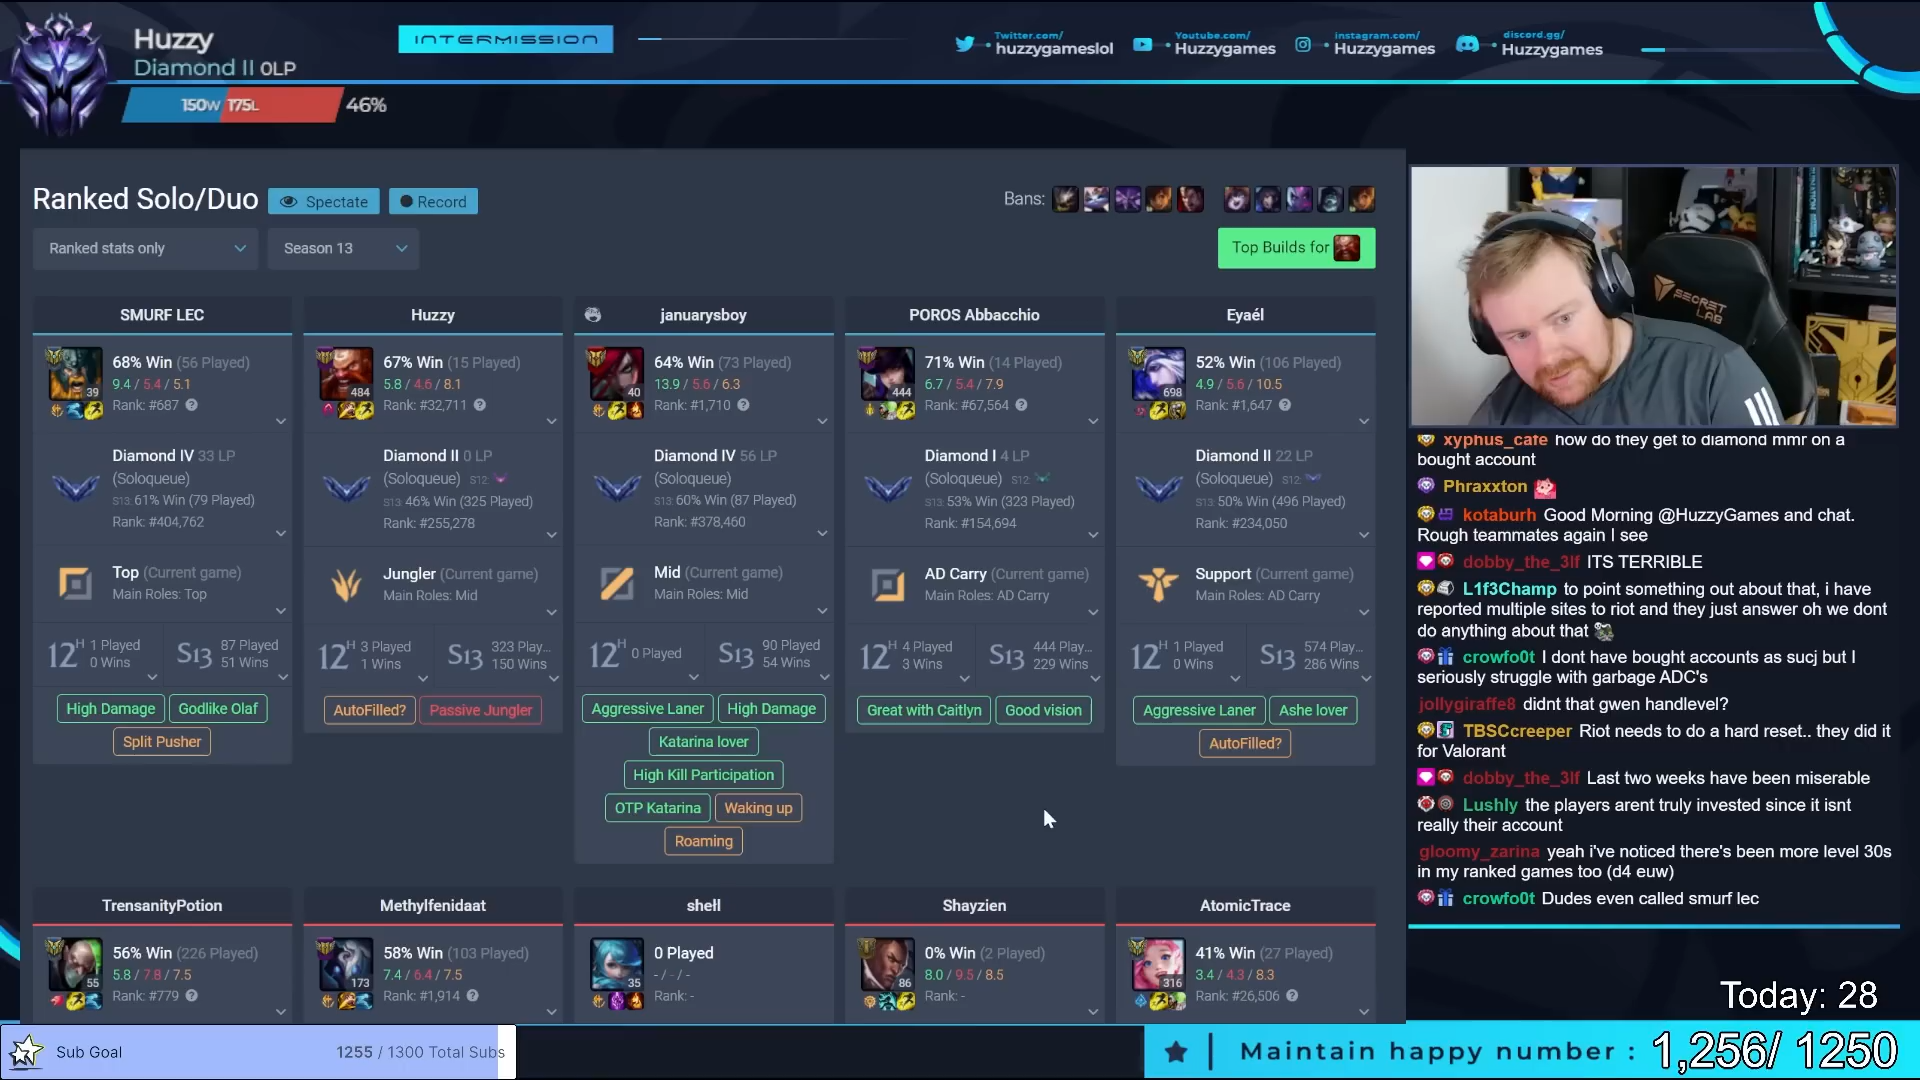 Huzzy
Diamond II 0LP
150W 175L 46%
INTERMISSION
Twitter.com/
huzzygameslol
Youtube.com/
Huzzygames
instagram.com/
Huzzygames
discord.gg/
Huzzygames
Ranked Solo/Duo Spectate Record
Bans:
Ranked stats only
Season 13
Top Builds for
SMURF LEC
39
68% Win (56 Played)
9.4 / 5.4 / 5.1
Rank: #687
Diamond IV 33 LP
(Soloqueue)
S13: 61% Win (79 Played)
Rank: #404,762
Top (Current game)
Main Roles: Top
12H 1 Played
0 Wins
S13 87 Played
51 Wins
High Damage
Godlike Olaf
Split Pusher
Huzzy
484
67% Win (15 Played)
5.8 / 4.6 / 8.1
Rank: #32,711
Diamond II 0 LP
(Soloqueue) S12:
S13: 46% Win (325 Played)
Rank: #255,278
Jungler (Current game)
Main Roles: Mid
12H 3 Played
1 Wins
S13 323 Play...
150 Wins
AutoFilled?
Passive Jungler
januarysboy
40
64% Win (73 Played)
13.9 / 5.6 / 6.3
Rank: #1,710
Diamond IV 56 LP
(Soloqueue)
S13: 60% Win (87 Played)
Rank: #378,460
Mid (Current game)
Main Roles: Mid
12H 0 Played
S13 90 Played
54 Wins
Aggressive Laner
High Damage
Katarina lover
High Kill Participation
OTP Katarina
Waking up
Roaming
POROS Abbacchio
444
71% Win (14 Played)
6.7 / 5.4 / 7.9
Rank: #67,564
Diamond I 4 LP
(Soloqueue) S12:
S13: 53% Win (323 Played)
Rank: #154,694
AD Carry (Current game)
Main Roles: AD Carry
12H 4 Played
3 Wins
S13 444 Play...
229 Wins
Great with Caitlyn
Good vision
Eyaél
698
52% Win (106 Played)
4.9 / 5.6 / 10.5
Rank: #1,647
Diamond II 22 LP
(Soloqueue) S12:
S13: 50% Win (496 Played)
Rank: #234,050
Support (Current game)
Main Roles: AD Carry
12H 1 Played
0 Wins
S13 574 Play...
286 Wins
Aggressive Laner
Ashe lover
AutoFilled?
TrensanityPotion
55
56% Win (226 Played)
5.8 / 7.8 / 7.5
Rank: #779
Methylfenidaat
173
58% Win (103 Played)
7.4 / 6.4 / 7.5
Rank: #1,914
shell
35
0 Played
- / - / -
Rank: -
Shayzien
86
0% Win (2 Played)
8.0 / 9.5 / 8.5
Rank: -
AtomicTrace
316
41% Win (27 Played)
3.4 / 4.3 / 8.3
Rank: #26,506
SECRET
LAB
xyphus_cafe how do they get to diamond mmr on a
bought account
Phraxxton
kotaburh Good Morning @HuzzyGames and chat.
Rough teammates again I see
dobby_the_3lf ITS TERRIBLE
L1f3Champ to point something out about that, i have
reported multiple sites to riot and they just answer oh we dont
do anything about that
crowfo0t I dont have bought accounts as sucj but I
seriously struggle with garbage ADC's
jollygiraffe8 didnt that gwen handlevel?
TBSCcreeper Riot needs to do a hard reset.. they did it
for Valorant
dobby_the_3lf Last two weeks have been miserable
Lushly the players arent truly invested since it isnt
really their account
gloomy_zarina yeah i've noticed there's been more level 30s
in my ranked games too (d4 euw)
crowfo0t Dudes even called smurf lec
Today: 28
Sub Goal 1255 / 1300 Total Subs
Maintain happy number : 1,256/ 1250